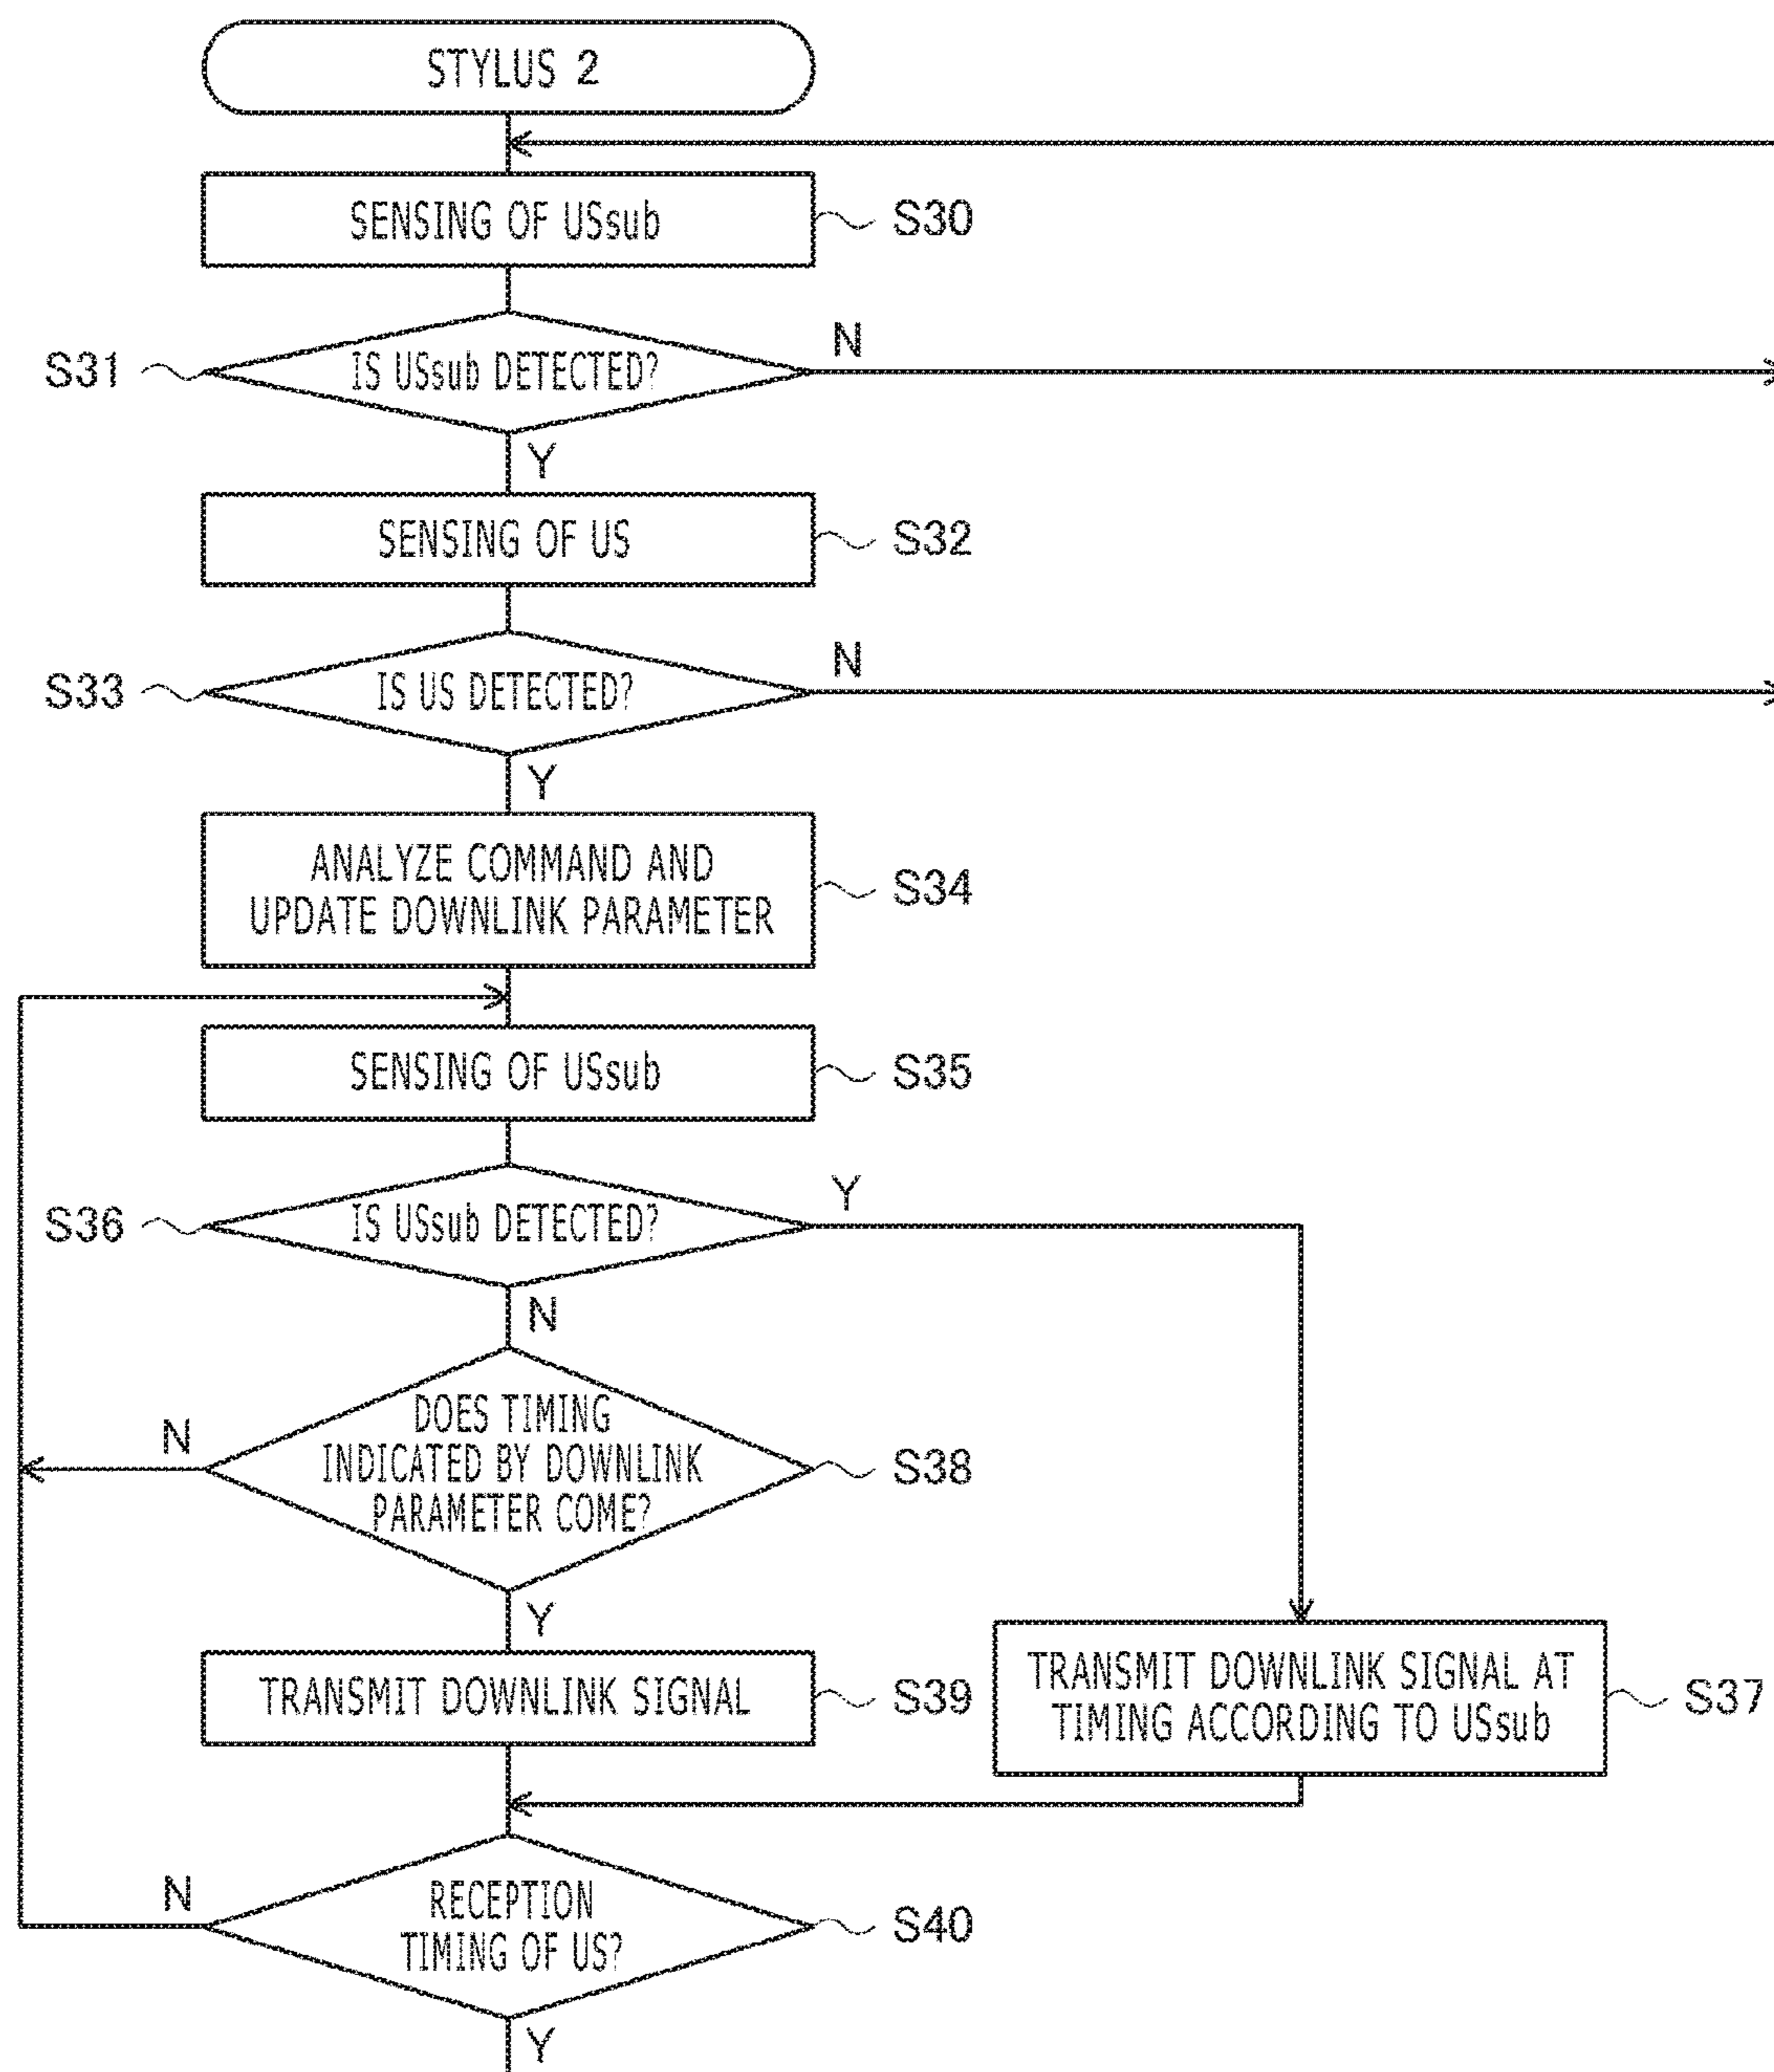 STYLUS 2
SENSING OF USsub
S30
S31
IS USsub DETECTED?
N
Y
SENSING OF US
S32
S33
IS US DETECTED?
N
Y
ANALYZE COMMAND AND
UPDATE DOWNLINK PARAMETER
S34
SENSING OF USsub
S35
S36
IS USsub DETECTED?
Y
N
N
DOES TIMING
INDICATED BY DOWNLINK
PARAMETER COME?
S38
Y
TRANSMIT DOWNLINK SIGNAL
S39
TRANSMIT DOWNLINK SIGNAL AT
TIMING ACCORDING TO USsub
S37
N
RECEPTION
TIMING OF US?
S40
Y